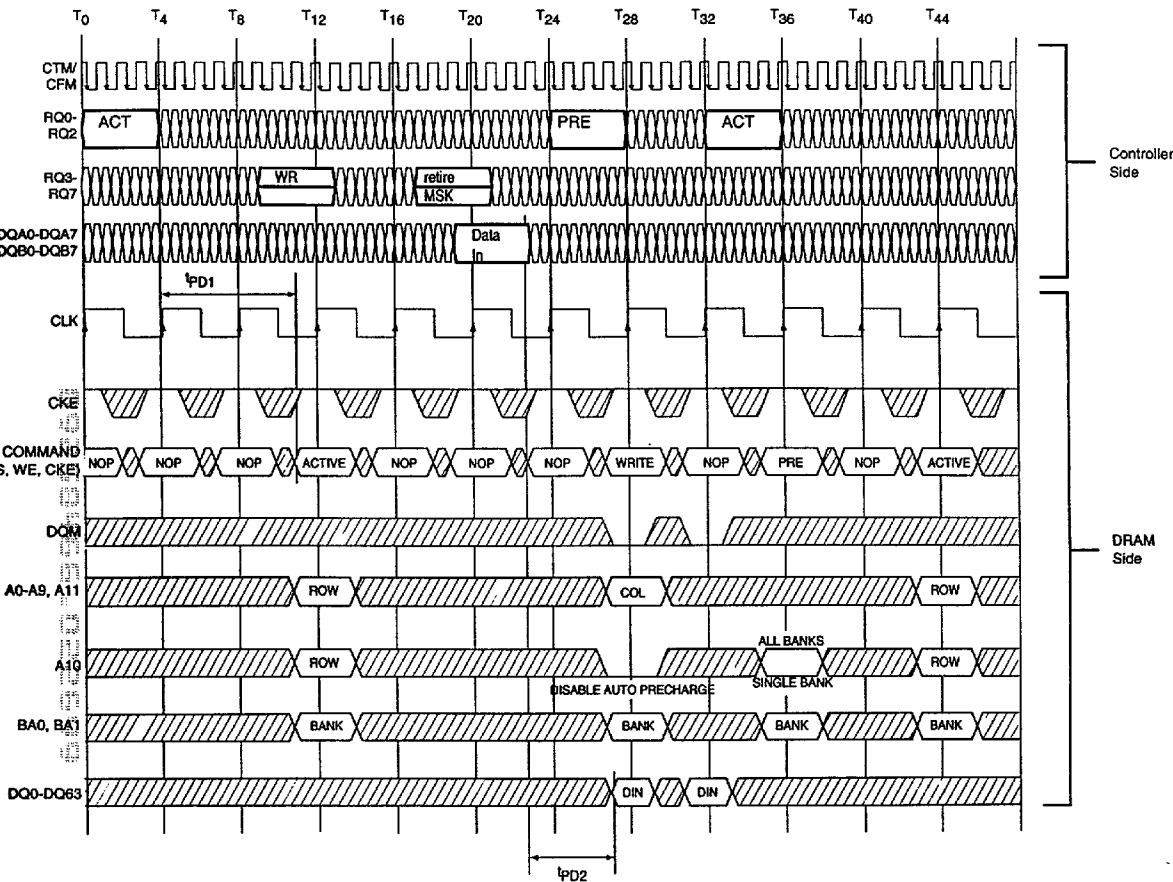 T0 T4 T8 T12 T16 T20 T24 T28 T32 T36 T40 T44
CTM/
CFM
RQ0-
RQ2
ACT PRE ACT
RQ3-
RQ7
WR retire
MSK
DQA0-DQA7
DQB0-DQB7
Data
In
Controller
Side
tPD1
CLK
CKE
COMMAND
S, WE, CKE)
NOP NOP NOP ACTIVE NOP NOP NOP WRITE NOP PRE NOP ACTIVE
DQM
DRAM
Side
A0-A9, A11 ROW COL ROW
ALL BANKS
A10 ROW ROW
DISABLE AUTO PRECHARGE SINGLE BANK
BA0, BA1 BANK BANK BANK BANK
DQ0-DQ63 DIN DIN
tPD2